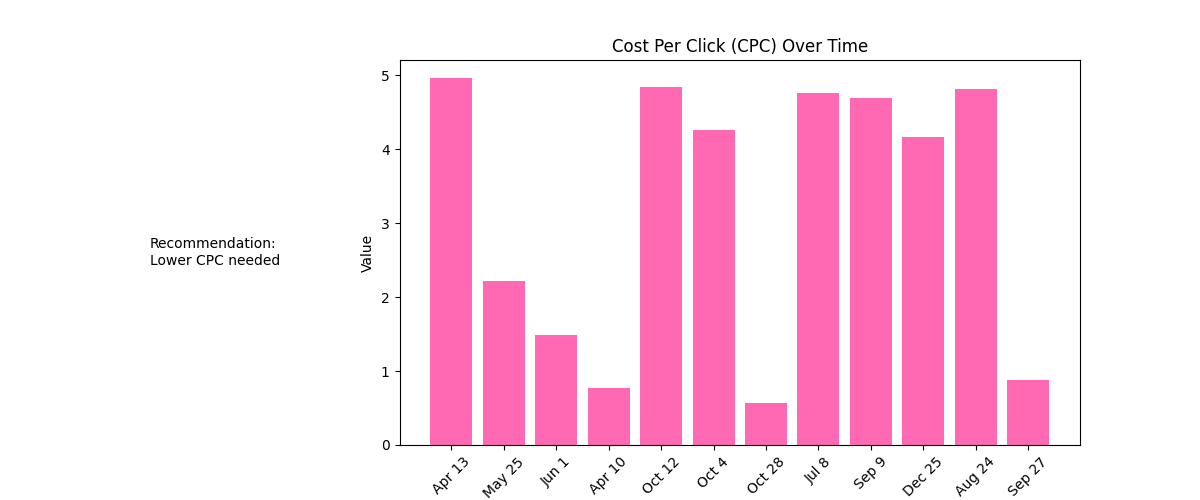 Cost Per Click (CPC) Over Time
Recommendation:
Lower CPC needed
Value
5
4
3
2
1
0
Apr 13
May 25
Jun 1
Apr 10
Oct 12
Oct 4
Oct 28
Jul 8
Sep 9
Dec 25
Aug 24
Sep 27